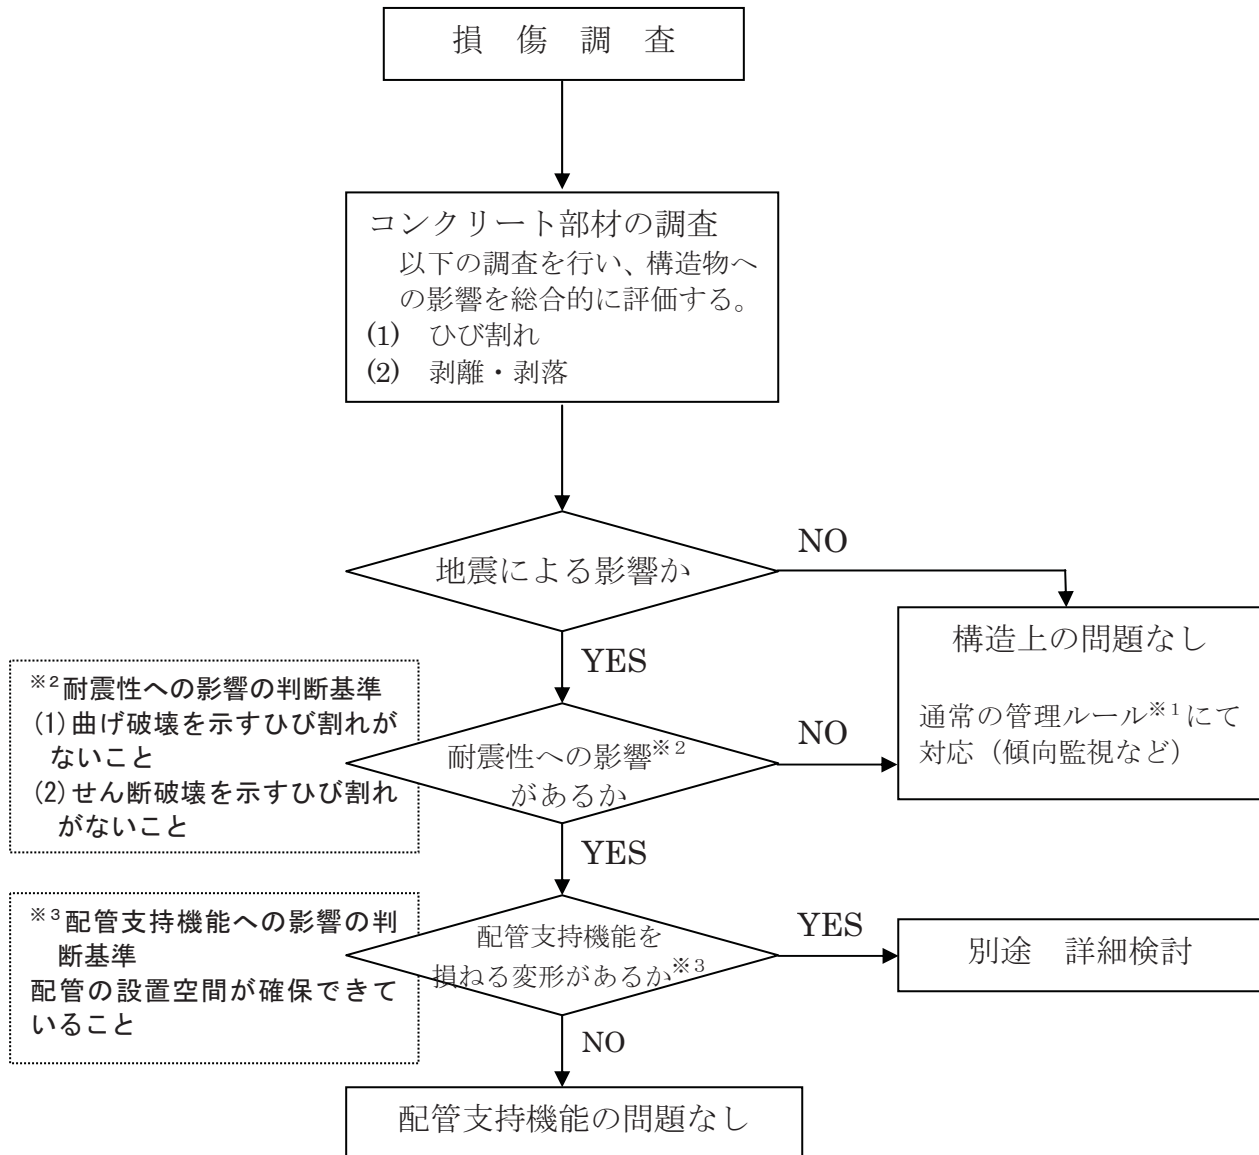 損　傷　調　査
コンクリート部材の調査
以下の調査を行い、構造物へ
の影響を総合的に評価する。
(1)　ひび割れ
(2)　剥離・剥落
地震による影響か
NO
YES
構造上の問題なし
通常の管理ルール※1にて
対応（傾向監視など）
※2耐震性への影響の判断基準
(1)曲げ破壊を示すひび割れが
ないこと
(2)せん断破壊を示すひび割れ
がないこと
耐震性への影響※2
があるか
NO
YES
※3配管支持機能への影響の判
断基準
配管の設置空間が確保できて
いること
配管支持機能を
損ねる変形があるか※3
YES
別途　詳細検討
NO
配管支持機能の問題なし